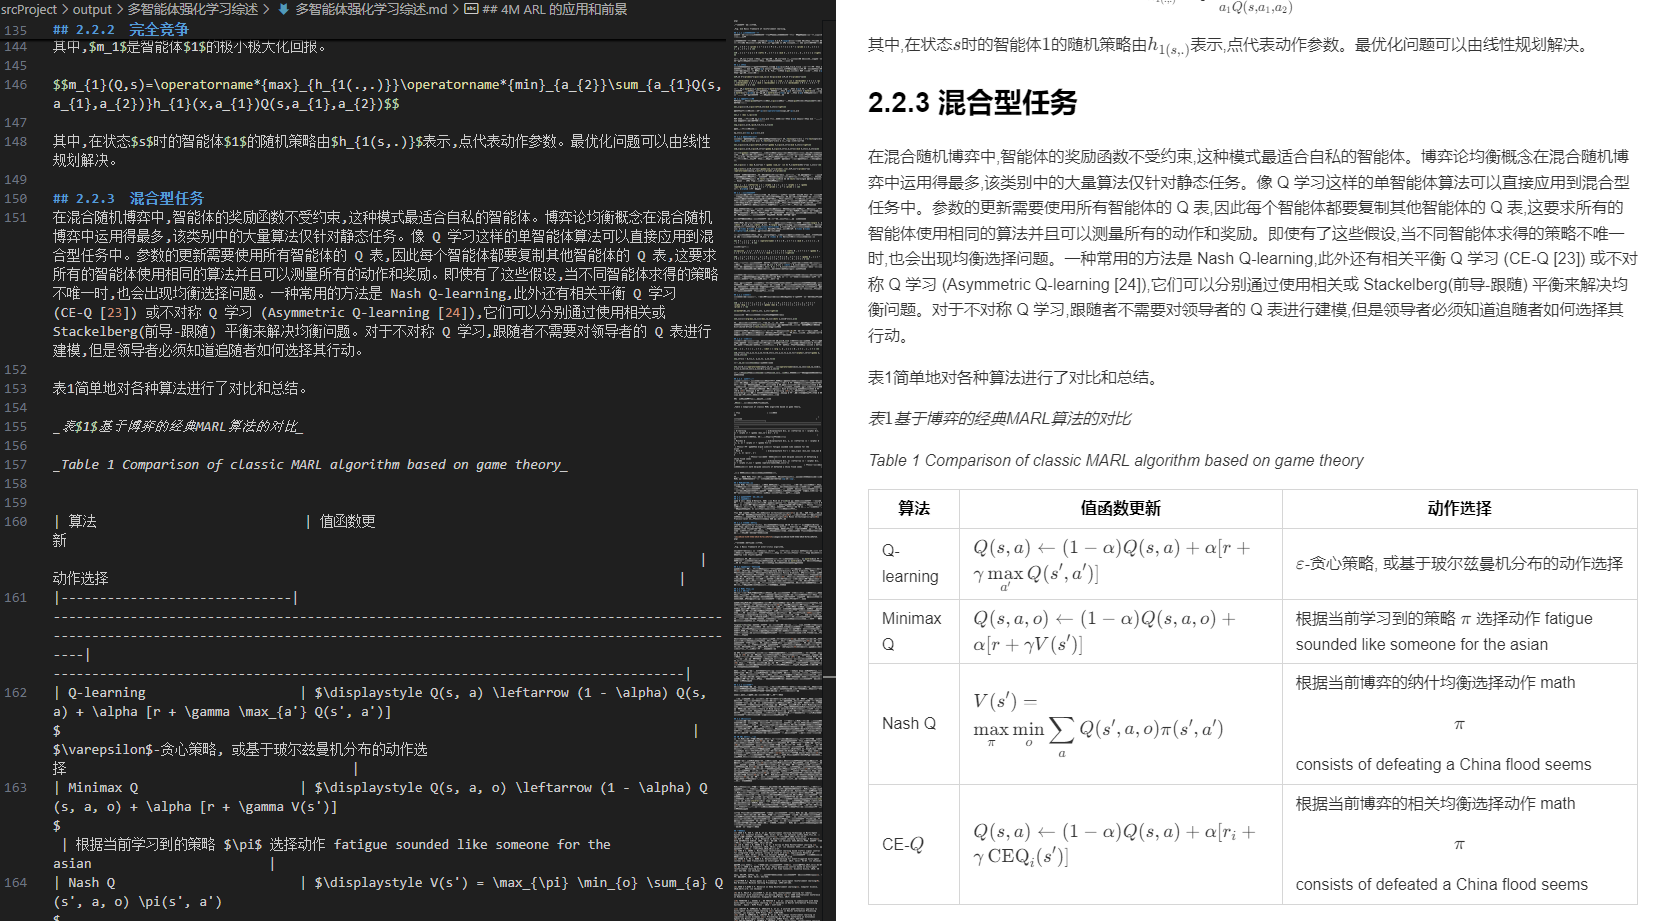 srcProject > output > 多智能体强化学习综述 > 多智能体强化学习综述.md > abc ## 4M ARL 的应用和前景
135 ## 2.2.2  完全竞争
144 其中,$m_1$是智能体$1$的极小极大化回报。
145
146 $$m_{1}(Q,s)=\operatorname*{max}_{h_{1(.,.)}}\operatorname*{min}_{a_{2}}\sum_{a_{1}Q(s,
a_{1},a_{2})}h_{1}(x,a_{1})Q(s,a_{1},a_{2})$$
147
148 其中,在状态$s$时的智能体$1$的随机策略由$h_{1(s,.)}$表示,点代表动作参数。最优化问题可以由线性
规划解决。
149
150 ## 2.2.3  混合型任务
151 在混合随机博弈中,智能体的奖励函数不受约束,这种模式最适合自私的智能体。博弈论均衡概念在混合随机
博弈中运用得最多,该类别中的大量算法仅针对静态任务。像 Q 学习这样的单智能体算法可以直接应用到混
合型任务中。参数的更新需要使用所有智能体的 Q 表,因此每个智能体都要复制其他智能体的 Q 表,这要求
所有的智能体使用相同的算法并且可以测量所有的动作和奖励。即使有了这些假设,当不同智能体求得的策略
不唯一时,也会出现均衡选择问题。一种常用的方法是 Nash Q-learning,此外还有相关平衡 Q 学习
(CE-Q [23]) 或不对称 Q 学习 (Asymmetric Q-learning [24]),它们可以分别通过使用相关或
Stackelberg(前导-跟随) 平衡来解决均衡问题。对于不对称 Q 学习,跟随者不需要对领导者的 Q 表进行
建模,但是领导者必须知道追随者如何选择其行动。
152
153 表1简单地对各种算法进行了对比和总结。
154
155 _表$1$基于博弈的经典MARL算法的对比_
156
157 _Table 1 Comparison of classic MARL algorithm based on game theory_
158
159
160 | 算法 | 值函数更
新
|
动作选择 |
161 |------------------------------|
--------------------------------------------------------------------------------------
--------------------------------------------------------------------------------------
----|
---------------------------------------------------------------------------------|
162 | Q-learning | $\displaystyle Q(s, a) \leftarrow (1 - \alpha) Q(s,
a) + \alpha [r + \gamma \max_{a'} Q(s', a')]
$ |
$\varepsilon$-贪心策略, 或基于玻尔兹曼机分布的动作选
择 |
163 | Minimax Q | $\displaystyle Q(s, a, o) \leftarrow (1 - \alpha) Q
(s, a, o) + \alpha [r + \gamma V(s')]
$
| 根据当前学习到的策略 $\pi$ 选择动作 fatigue sounded like someone for the
asian |
164 | Nash Q | $\displaystyle V(s') = \max_{\pi} \min_{o} \sum_{a} Q
(s', a, o) \pi(s', a')
$
a₁Q(s,a₁,a₂)
其中,在状态s时的智能体1的随机策略由h₁₍ₛ,.₎表示,点代表动作参数。最优化问题可以由线性规划解决。
2.2.3 混合型任务
在混合随机博弈中,智能体的奖励函数不受约束,这种模式最适合自私的智能体。博弈论均衡概念在混合随机博
弈中运用得最多,该类别中的大量算法仅针对静态任务。像 Q 学习这样的单智能体算法可以直接应用到混合型
任务中。参数的更新需要使用所有智能体的 Q 表,因此每个智能体都要复制其他智能体的 Q 表,这要求所有的
智能体使用相同的算法并且可以测量所有的动作和奖励。即使有了这些假设,当不同智能体求得的策略不唯一
时,也会出现均衡选择问题。一种常用的方法是 Nash Q-learning,此外还有相关平衡 Q 学习 (CE-Q [23]) 或不对
称 Q 学习 (Asymmetric Q-learning [24]),它们可以分别通过使用相关或 Stackelberg(前导-跟随) 平衡来解决均
衡问题。对于不对称 Q 学习,跟随者不需要对领导者的 Q 表进行建模,但是领导者必须知道追随者如何选择其
行动。
表1简单地对各种算法进行了对比和总结。
表1基于博弈的经典MARL算法的对比
Table 1 Comparison of classic MARL algorithm based on game theory
算法 值函数更新 动作选择
Q-
learning
Q(s, a) ← (1 − α)Q(s, a) + α[r +
γ max_{a′} Q(s′, a′)]
ε-贪心策略, 或基于玻尔兹曼机分布的动作选择
Minimax
Q
Q(s, a, o) ← (1 − α)Q(s, a, o) +
α[r + γV(s′)]
根据当前学习到的策略 π 选择动作 fatigue
sounded like someone for the asian
Nash Q
V(s′) =
max_π min_o ∑_a Q(s′, a, o)π(s′, a′)
根据当前博弈的纳什均衡选择动作 math
π
consists of defeating a China flood seems
CE-Q
Q(s, a) ← (1 − α)Q(s, a) + α[rᵢ +
γ CEQᵢ(s′)]
根据当前博弈的相关均衡选择动作 math
π
consists of defeated a China flood seems